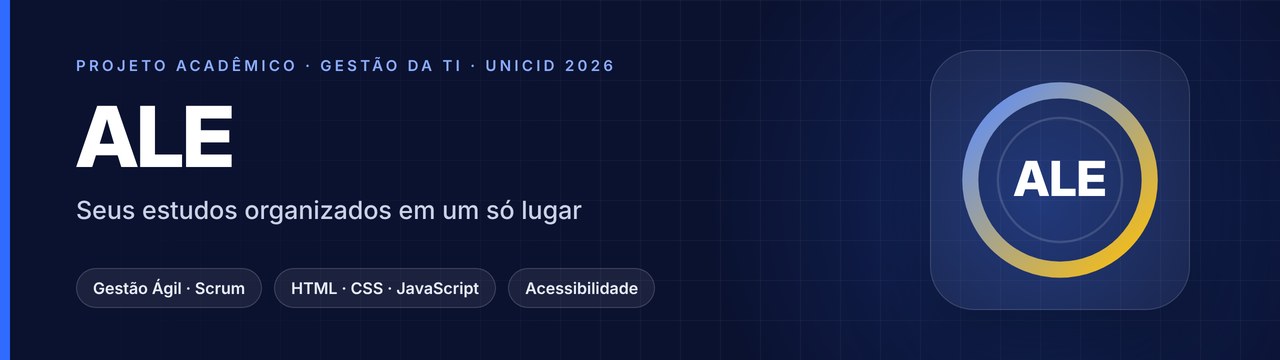 PROJETO ACADÊMICO · GESTÃO DA TI · UNICID 2026
ALE
Seus estudos organizados em um só lugar
Gestão Ágil · Scrum
HTML · CSS · JavaScript
Acessibilidade
ALE